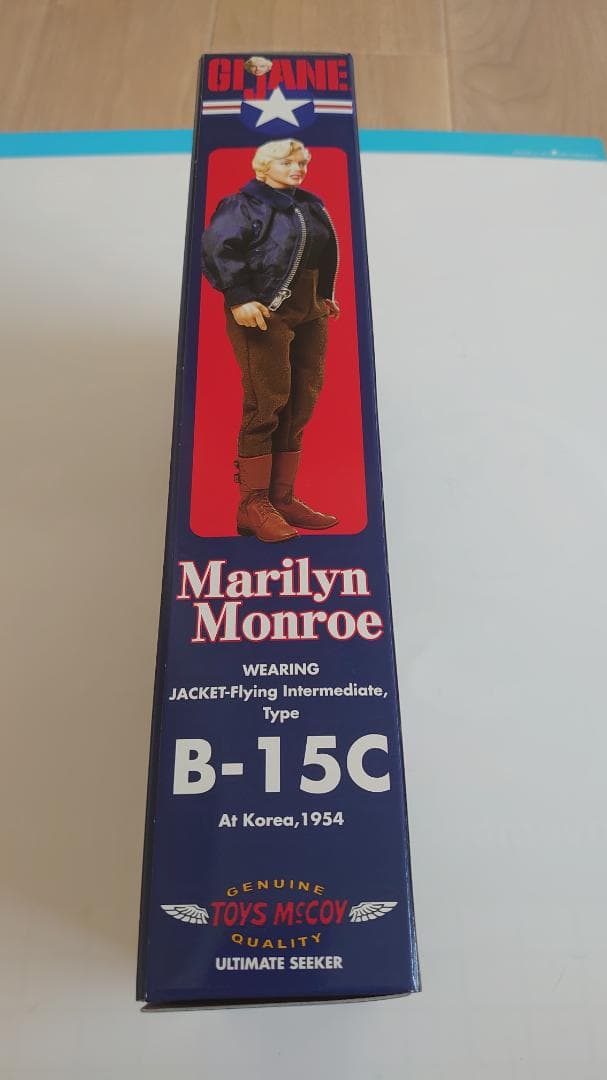 GI JANE
Marilyn
Monroe
WEARING
JACKET-Flying Intermediate,
Type
B-15C
At Korea,1954
GENUINE
TOYS McCOY
QUALITY
ULTIMATE SEEKER